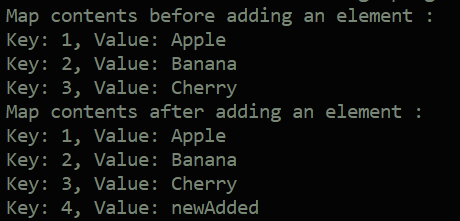 Map contents before adding an element :
Key: 1, Value: Apple
Key: 2, Value: Banana
Key: 3, Value: Cherry
Map contents after adding an element :
Key: 1, Value: Apple
Key: 2, Value: Banana
Key: 3, Value: Cherry
Key: 4, Value: newAdded